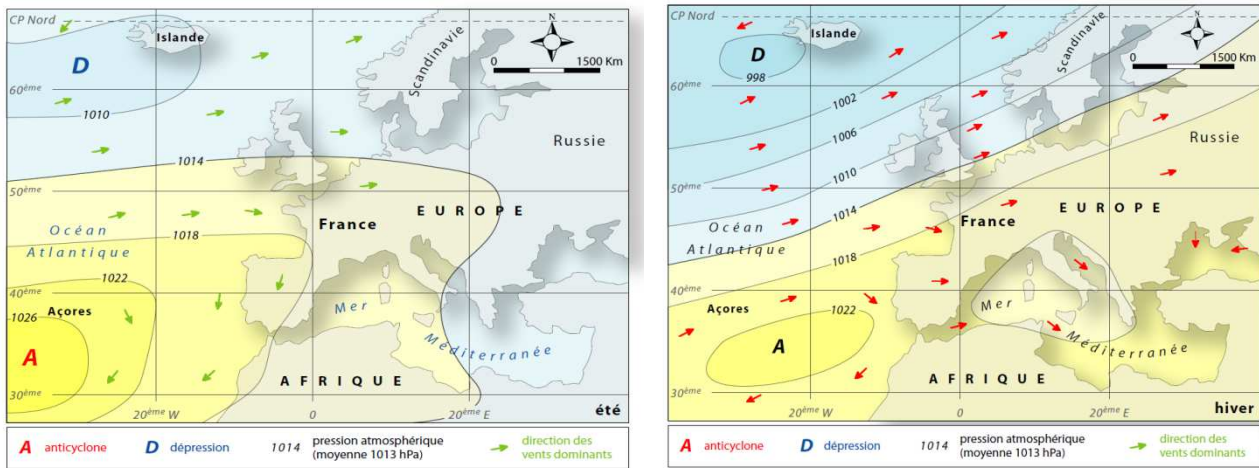 CP Nord
Islande
N
0 1500 Km
D
Scandinavie
60ème
1010
Russie
1014
50ème
France
EUROPE
Océan
Atlantique
1018
1022
40ème
Açores
1026
Mer
Méditerranée
A
AFRIQUE
30ème
20ème W
0
20ème E
été
A anticyclone
D dépression
1014 pression atmosphérique
(moyenne 1013 hPa)
direction des
vents dominants
CP Nord
Islande
N
0 1500 Km
D
998
Scandinavie
60ème
1002
1006
Russie
1010
50ème
1014
France
EUROPE
Océan
Atlantique
1018
40ème
Açores
1022
Mer
Méditerranée
A
AFRIQUE
30ème
20ème W
0
20ème E
hiver
A anticyclone
D dépression
1014 pression atmosphérique
(moyenne 1013 hPa)
direction des
vents dominants